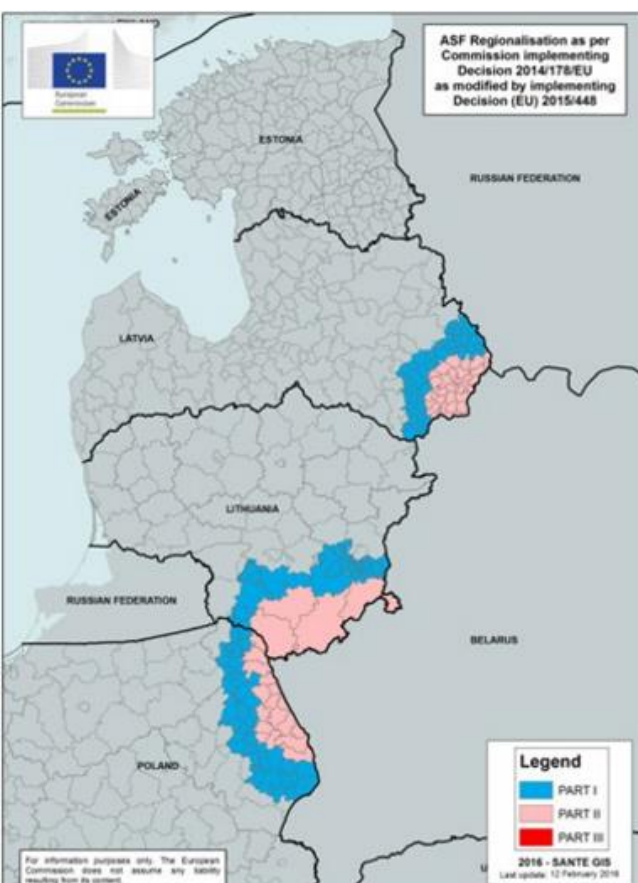 ASF Regionalisation as per
Commission implementing
Decision 2014/178/EU
as modified by implementing
Decision (EU) 2015/448
European
Commission
ESTONIA
RUSSIAN FEDERATION
ESTONIA
LATVIA
LITHUANIA
RUSSIAN FEDERATION
BELARUS
POLAND
Legend
PART I
PART II
PART III
2016 - SANTE GIS
Last update: 12 February 2016
For information purposes only. The European
Commission does not assume any liability
resulting from its content.